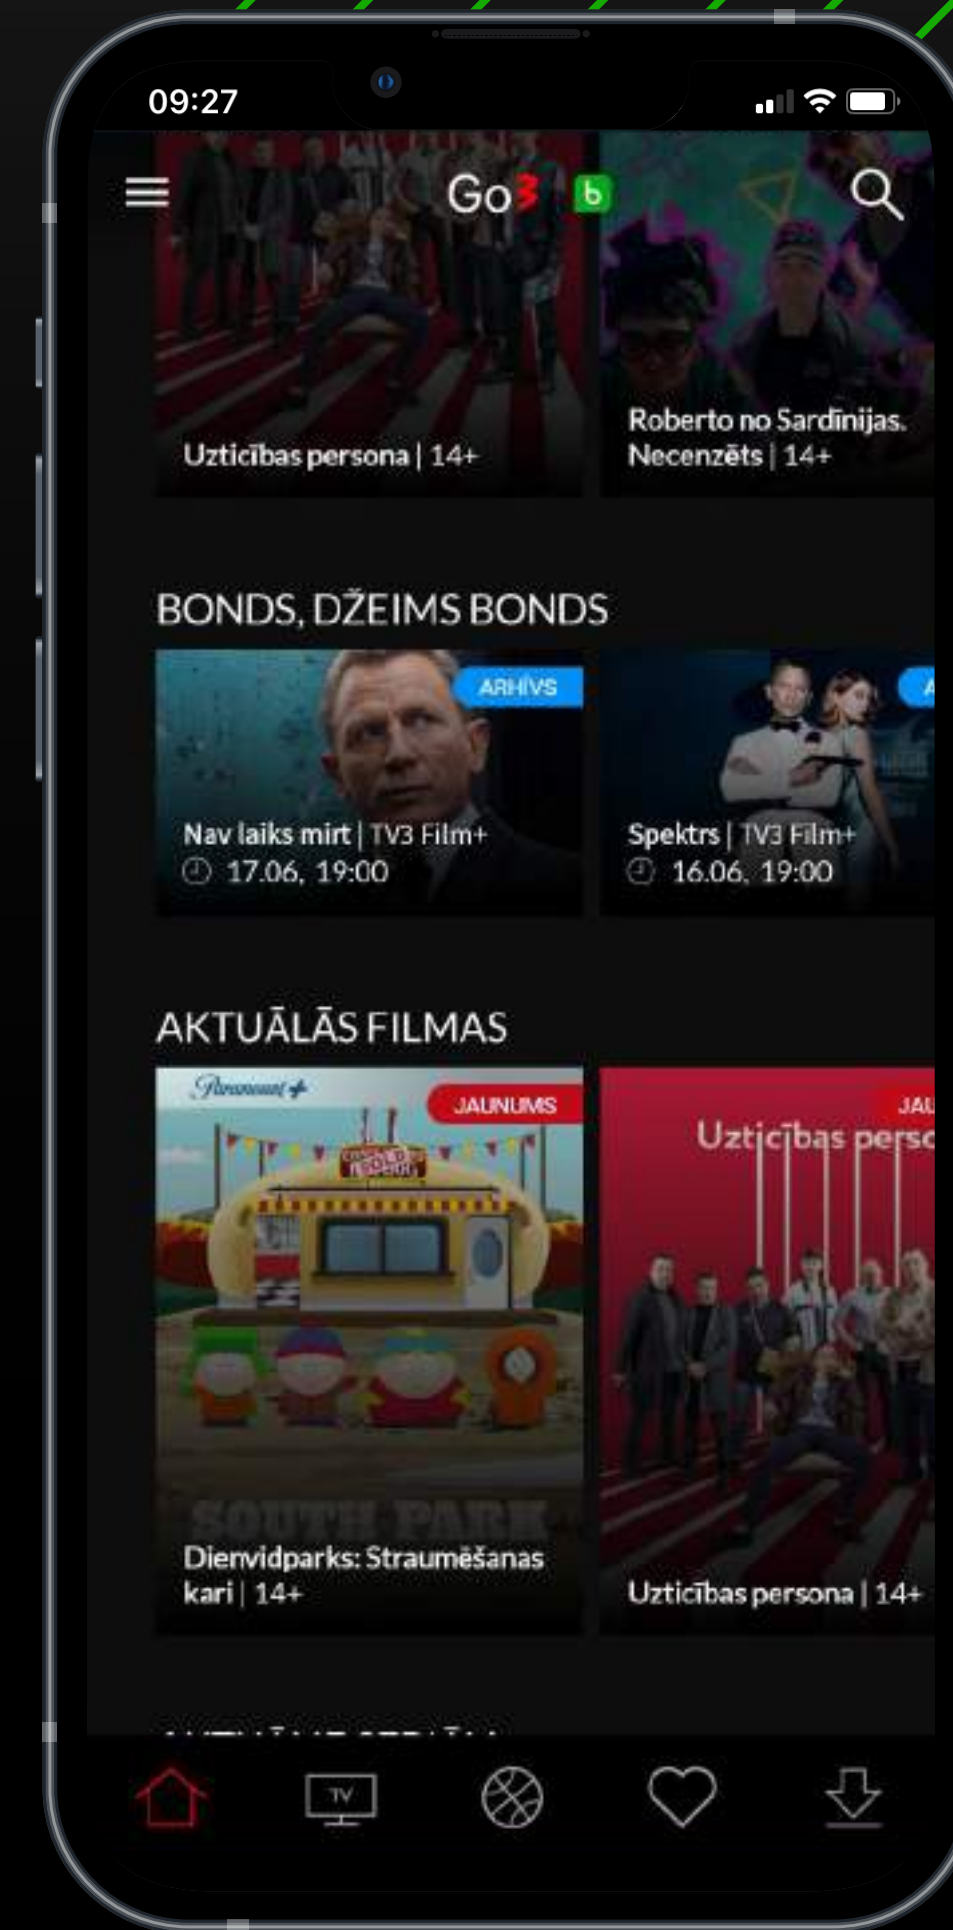 09:27
Go3 b
Uzticības persona | 14+
Roberto no Sardīnijas.
Necenzēts | 14+
BONDS, DŽEIMS BONDS
ARHĪVS
Nav laiks mirt | TV3 Film+
17.06, 19:00
A
Spektrs | TV3 Film+
16.06, 19:00
AKTUĀLĀS FILMAS
Paramount+
JAUNUMS
SOUTH PARK
Dienvidparks: Straumēšanas
kari | 14+
JAU
Uzticības perso
Uzticības persona | 14+
TV